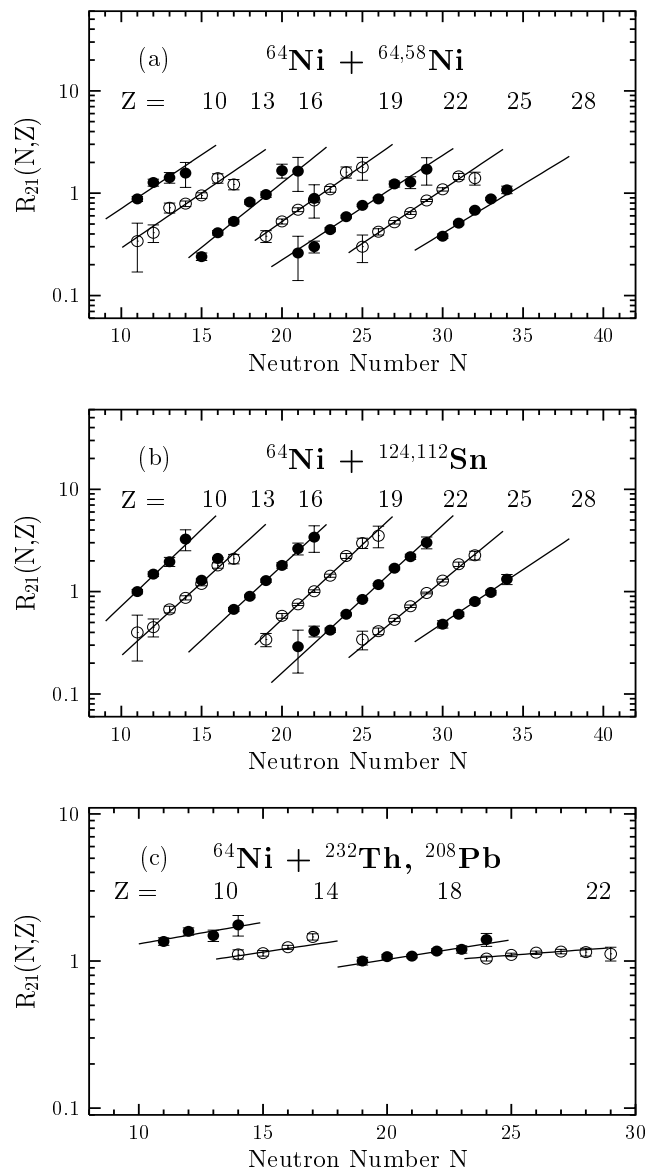 (a) ⁶⁴Ni + ⁶⁴,⁵⁸Ni
Z = 10 13 16 19 22 25 28
R₂₁(N,Z)
10
1
0.1
10 15 20 25 30 35 40
Neutron Number N
(b) ⁶⁴Ni + ¹²⁴,¹¹²Sn
Z = 10 13 16 19 22 25 28
R₂₁(N,Z)
10
1
0.1
10 15 20 25 30 35 40
Neutron Number N
(c) ⁶⁴Ni + ²³²Th, ²⁰⁸Pb
Z = 10 14 18 22
R₂₁(N,Z)
10
1
0.1
10 15 20 25 30
Neutron Number N